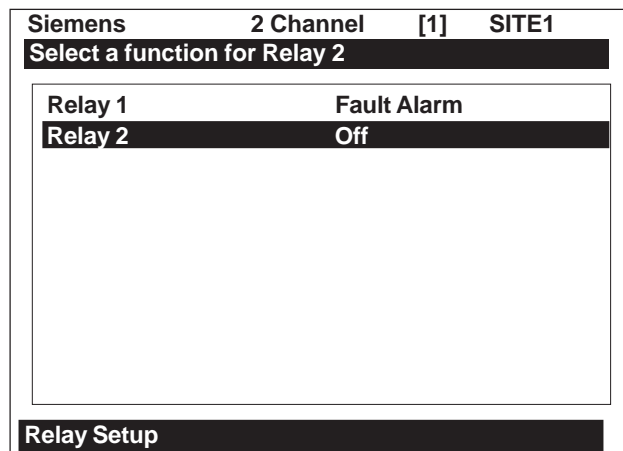 Siemens 2 Channel [1] SITE1
Select a function for Relay 2
Relay 1 Fault Alarm
Relay 2 Off
Relay Setup